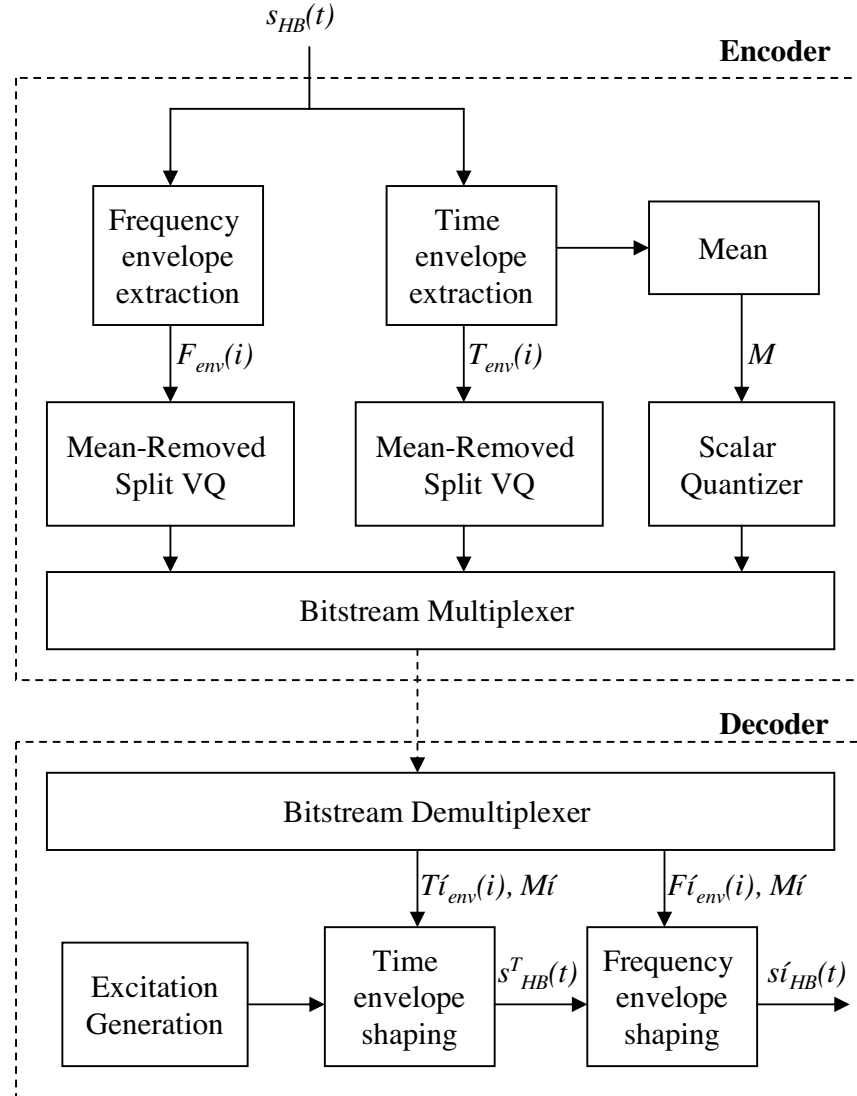 s_HB(t)
Encoder
Frequency
envelope
extraction
Time
envelope
extraction
Mean
F_env(i)
T_env(i)
M
Mean-Removed
Split VQ
Mean-Removed
Split VQ
Scalar
Quantizer
Bitstream Multiplexer
Decoder
Bitstream Demultiplexer
Tí_env(i), Mí
Fí_env(i), Mí
Excitation
Generation
Time
envelope
shaping
s^T_HB(t)
Frequency
envelope
shaping
sí_HB(t)